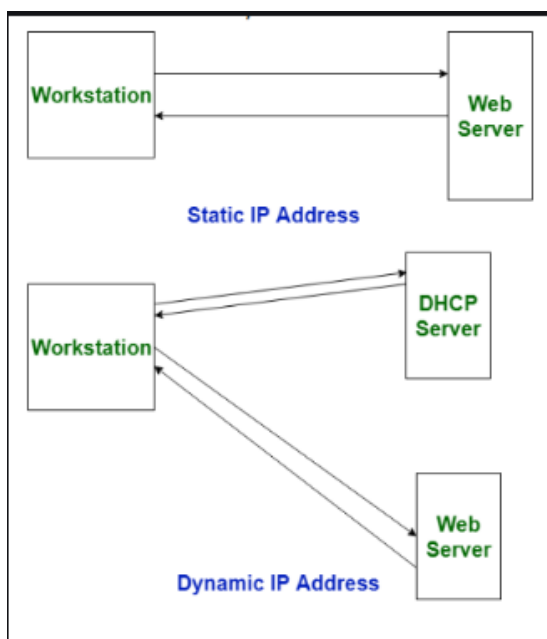 Workstation
Web
Server
Static IP Address
DHCP
Server
Workstation
Web
Server
Dynamic IP Address